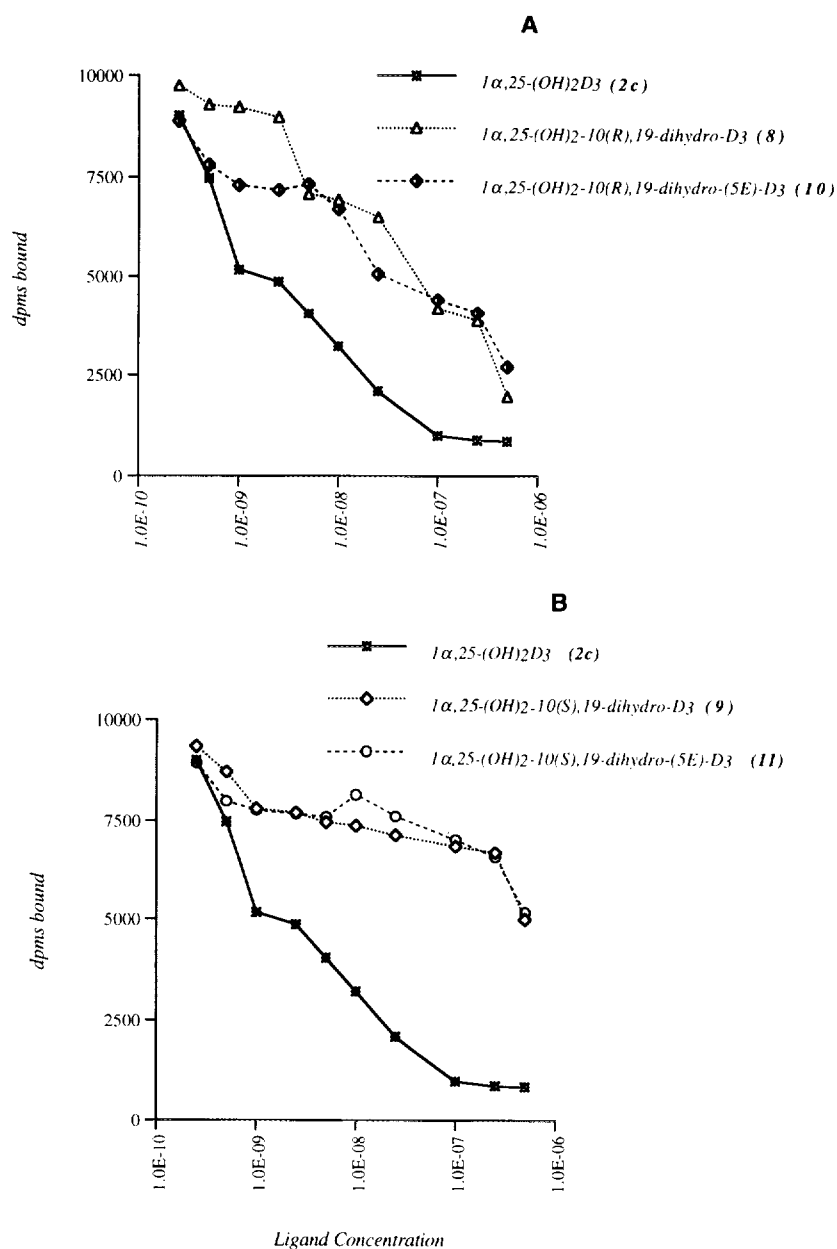 A
10000
7500
5000
2500
0
dpms bound
1α,25-(OH)2D3 (2c)
1α,25-(OH)2-10(R),19-dihydro-D3 (8)
1α,25-(OH)2-10(R),19-dihydro-(5E)-D3 (10)
1.0E-10
1.0E-09
1.0E-08
1.0E-07
1.0E-06
B
1α,25-(OH)2D3 (2c)
1α,25-(OH)2-10(S),19-dihydro-D3 (9)
1α,25-(OH)2-10(S),19-dihydro-(5E)-D3 (11)
10000
7500
5000
2500
0
dpms bound
1.0E-10
1.0E-09
1.0E-08
1.0E-07
1.0E-06
Ligand Concentration